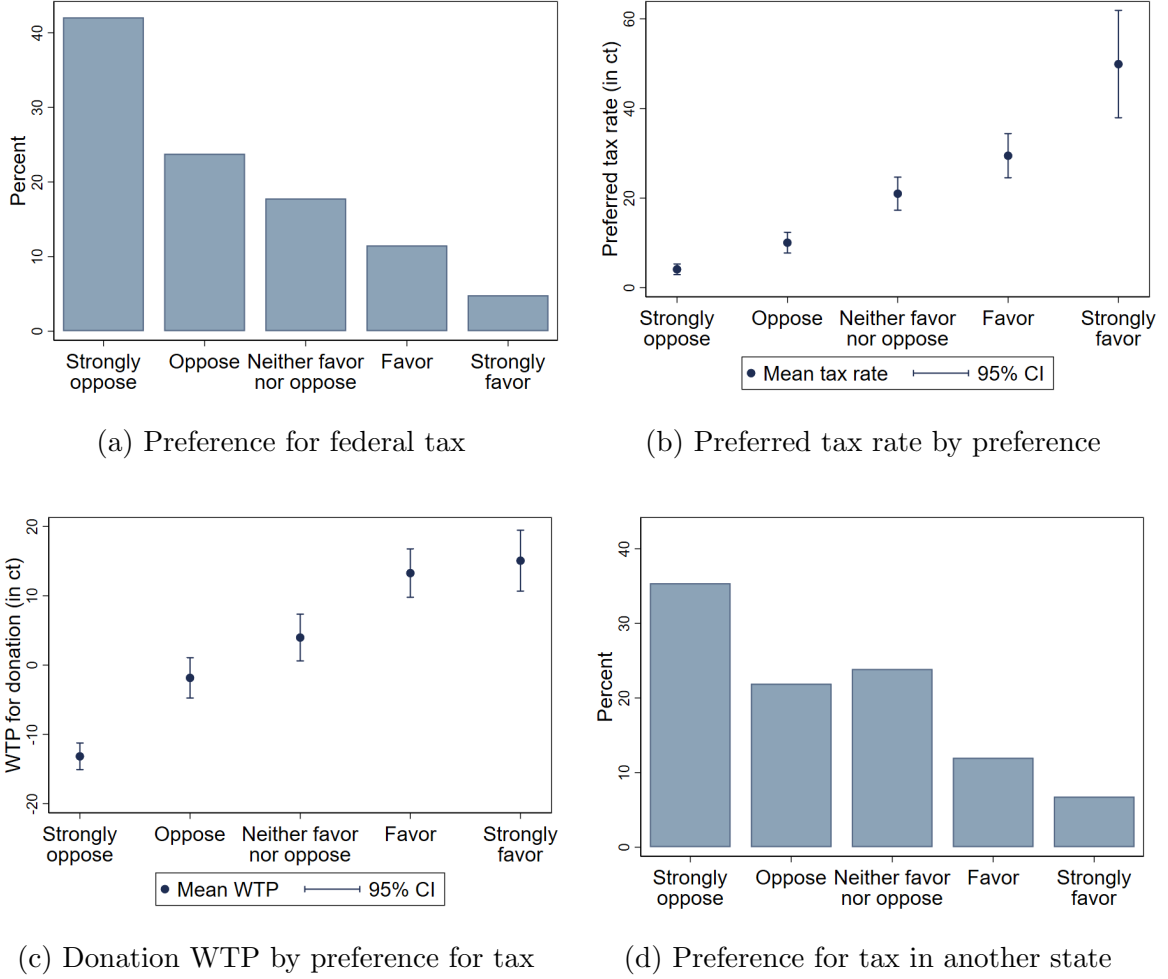 Percent
0
10
20
30
40
Strongly
oppose
Oppose
Neither favor
nor oppose
Favor
Strongly
favor
(a) Preference for federal tax
Preferred tax rate (in ct)
0
20
40
60
Strongly
oppose
Oppose
Neither favor
nor oppose
Favor
Strongly
favor
Mean tax rate
95% CI
(b) Preferred tax rate by preference
WTP for donation (in ct)
-20
-10
0
10
20
Strongly
oppose
Oppose
Neither favor
nor oppose
Favor
Strongly
favor
Mean WTP
95% CI
(c) Donation WTP by preference for tax
Percent
0
10
20
30
40
Strongly
oppose
Oppose
Neither favor
nor oppose
Favor
Strongly
favor
(d) Preference for tax in another state